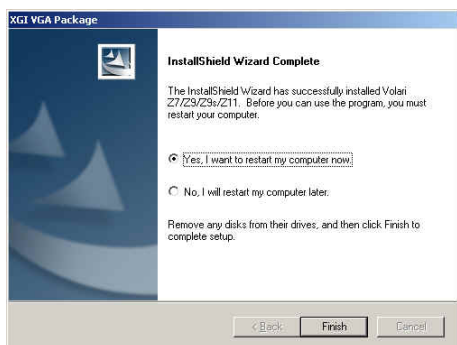 XGI VGA Package
InstallShield Wizard Complete
The InstallShield Wizard has successfully installed Volari
Z7/Z9/Z9s/Z11. Before you can use the program, you must
restart your computer.
Yes, I want to restart my computer now.
No, I will restart my computer later.
Remove any disks from their drives, and then click Finish to
complete setup.
< Back Finish Cancel